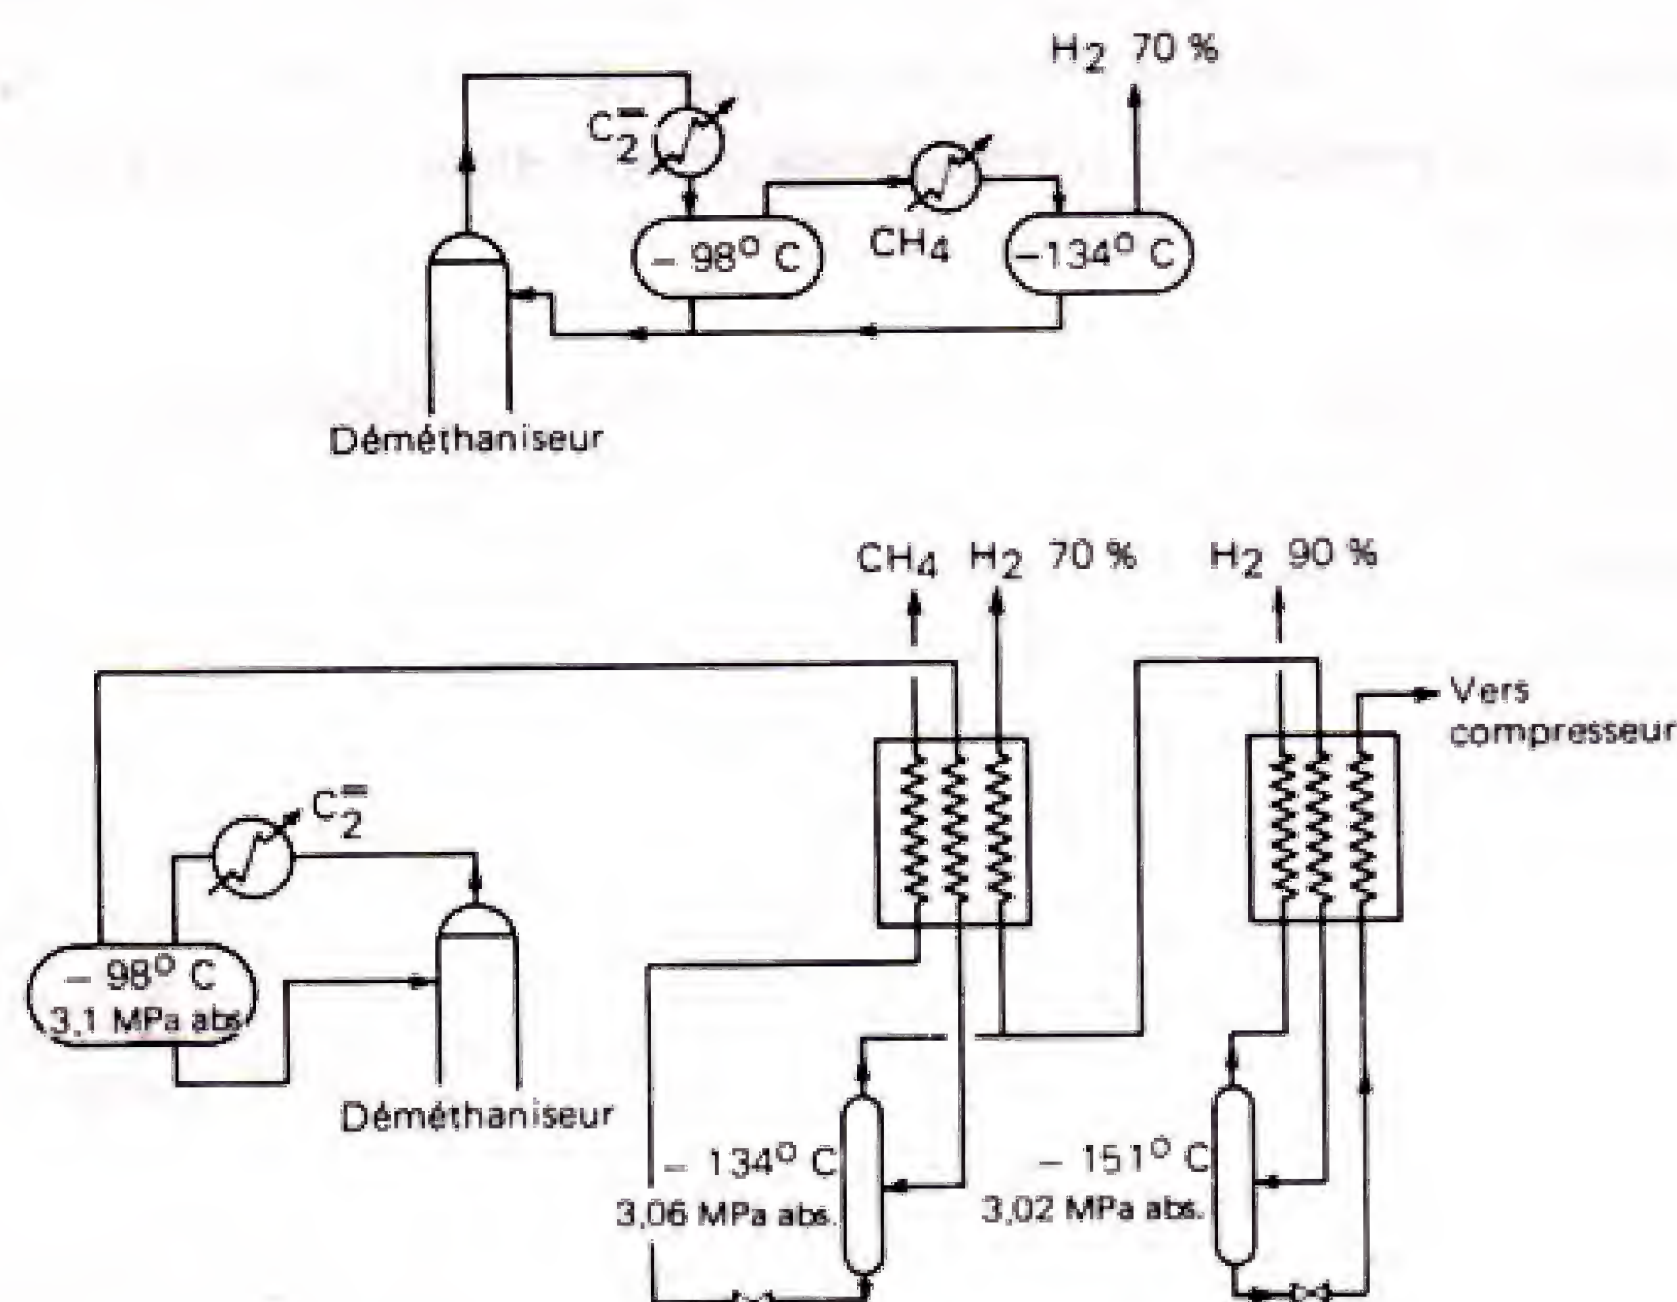 H2 70 %
C2=
CH4
– 98° C
–134° C
Déméthaniseur
CH4 H2 70 % H2 90 %
Vers
compresseur
C2=
– 98° C
3,1 MPa abs
Déméthaniseur
– 134° C
3,06 MPa abs.
– 151° C
3,02 MPa abs.